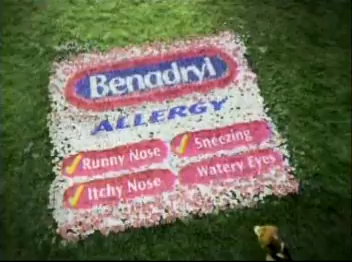 Benadryl
ALLERGY
Runny Nose
Sneezing
Itchy Nose
Watery Eyes